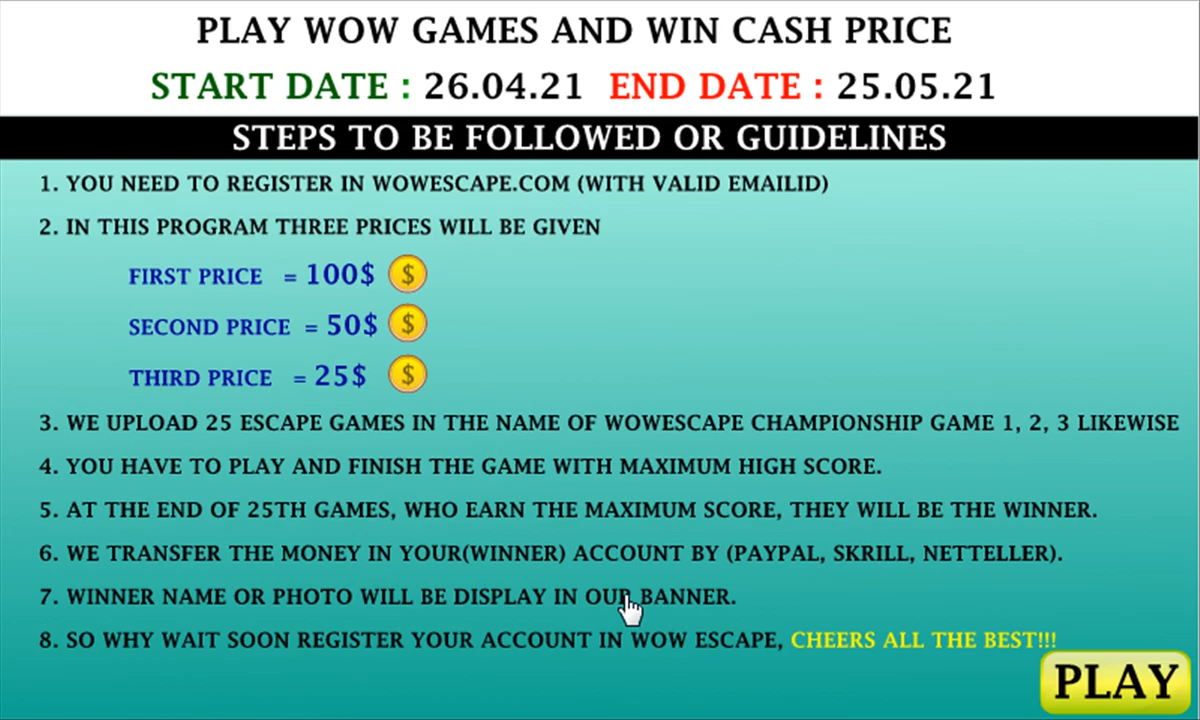 PLAY WOW GAMES AND WIN CASH PRICE
START DATE : 26.04.21 END DATE : 25.05.21
STEPS TO BE FOLLOWED OR GUIDELINES
1. YOU NEED TO REGISTER IN WOWESCAPE.COM (WITH VALID EMAILID)
2. IN THIS PROGRAM THREE PRICES WILL BE GIVEN
FIRST PRICE = 100$ $
SECOND PRICE = 50$ $
THIRD PRICE = 25$ $
3. WE UPLOAD 25 ESCAPE GAMES IN THE NAME OF WOWESCAPE CHAMPIONSHIP GAME 1, 2, 3 LIKEWISE
4. YOU HAVE TO PLAY AND FINISH THE GAME WITH MAXIMUM HIGH SCORE.
5. AT THE END OF 25TH GAMES, WHO EARN THE MAXIMUM SCORE, THEY WILL BE THE WINNER.
6. WE TRANSFER THE MONEY IN YOUR(WINNER) ACCOUNT BY (PAYPAL, SKRILL, NETTELLER).
7. WINNER NAME OR PHOTO WILL BE DISPLAY IN OUR BANNER.
8. SO WHY WAIT SOON REGISTER YOUR ACCOUNT IN WOW ESCAPE, CHEERS ALL THE BEST!!!
PLAY